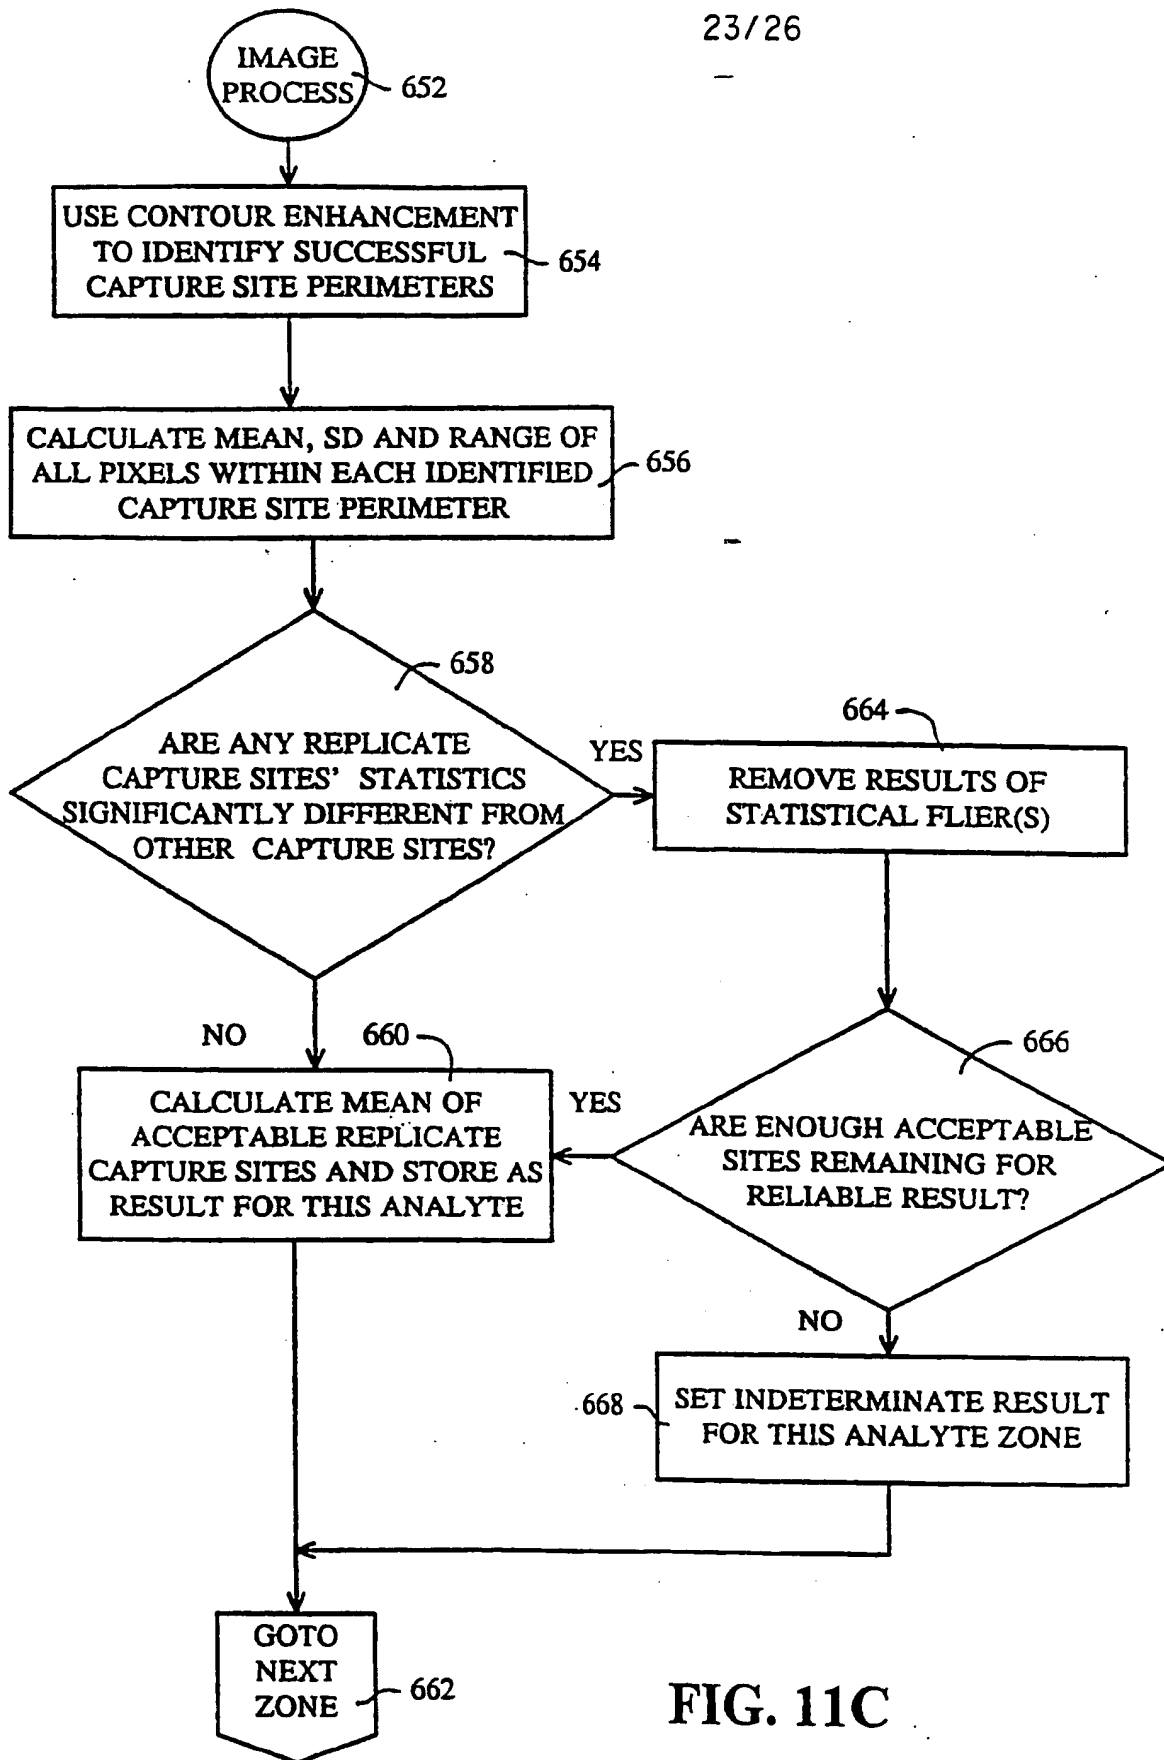 23/26
IMAGE
PROCESS
652
USE CONTOUR ENHANCEMENT
TO IDENTIFY SUCCESSFUL
CAPTURE SITE PERIMETERS
654
CALCULATE MEAN, SD AND RANGE OF
ALL PIXELS WITHIN EACH IDENTIFIED
CAPTURE SITE PERIMETER
656
658
ARE ANY REPLICATE
CAPTURE SITES' STATISTICS
SIGNIFICANTLY DIFFERENT FROM
OTHER CAPTURE SITES?
YES
664
REMOVE RESULTS OF
STATISTICAL FLIER(S)
NO
660
CALCULATE MEAN OF
ACCEPTABLE REPLICATE
CAPTURE SITES AND STORE AS
RESULT FOR THIS ANALYTE
YES
666
ARE ENOUGH ACCEPTABLE
SITES REMAINING FOR
RELIABLE RESULT?
NO
668
SET INDETERMINATE RESULT
FOR THIS ANALYTE ZONE
GOTO
NEXT
ZONE
662
FIG. 11C